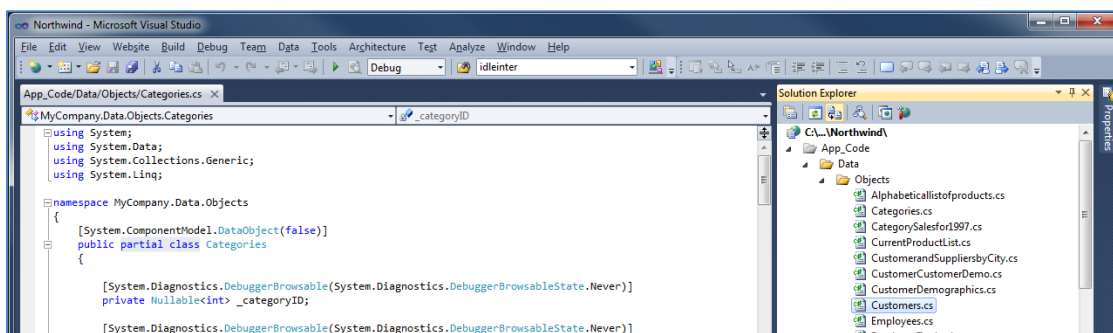 Northwind - Microsoft Visual Studio
File Edit View Website Build Debug Team Data Tools Architecture Test Analyze Window Help
Debug idleinter
App_Code/Data/Objects/Categories.cs
MyCompany.Data.Objects.Categories _categoryID
using System;
using System.Data;
using System.Collections.Generic;
using System.Linq;
namespace MyCompany.Data.Objects
{
[System.ComponentModel.DataObject(false)]
public partial class Categories
{
[System.Diagnostics.DebuggerBrowsable(System.Diagnostics.DebuggerBrowsableState.Never)]
private Nullable<int> _categoryID;
[System.Diagnostics.DebuggerBrowsable(System.Diagnostics.DebuggerBrowsableState.Never)]
Solution Explorer
C:\...\Northwind\
App_Code
Data
Objects
Alphabeticallistofproducts.cs
Categories.cs
CategorySalesfor1997.cs
CurrentProductList.cs
CustomerandSuppliersbyCity.cs
CustomerCustomerDemo.cs
CustomerDemographics.cs
Customers.cs
Employees.cs
Properties